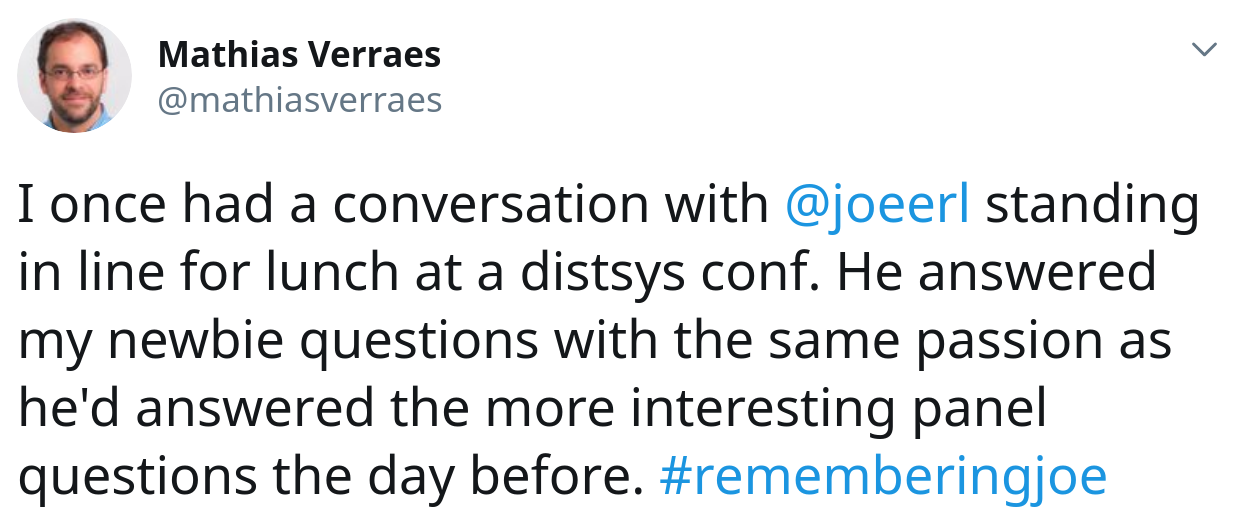 Mathias Verraes
@mathiasverraes
I once had a conversation with @joeerl standing
in line for lunch at a distsys conf. He answered
my newbie questions with the same passion as
he'd answered the more interesting panel
questions the day before. #rememberingjoe